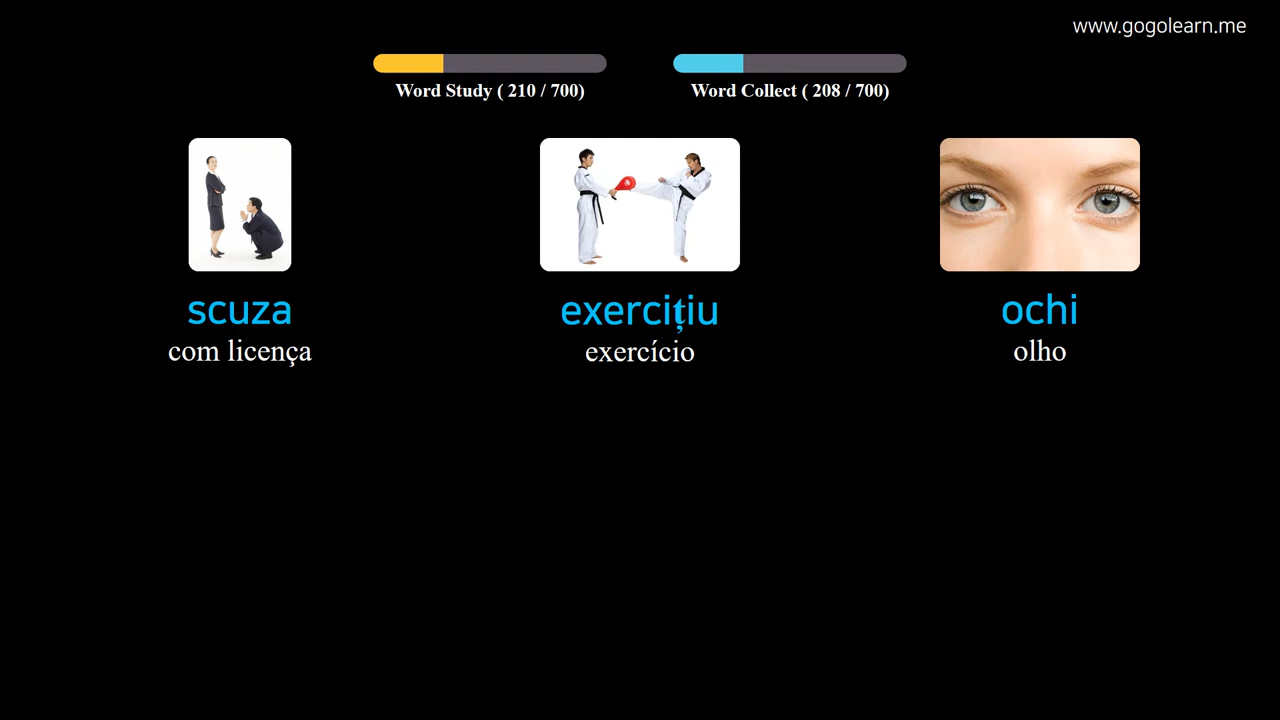 www.gogolearn.me
Word Study ( 210 / 700)
Word Collect ( 208 / 700)
scuza
com licença
exercițiu
exercício
ochi
olho